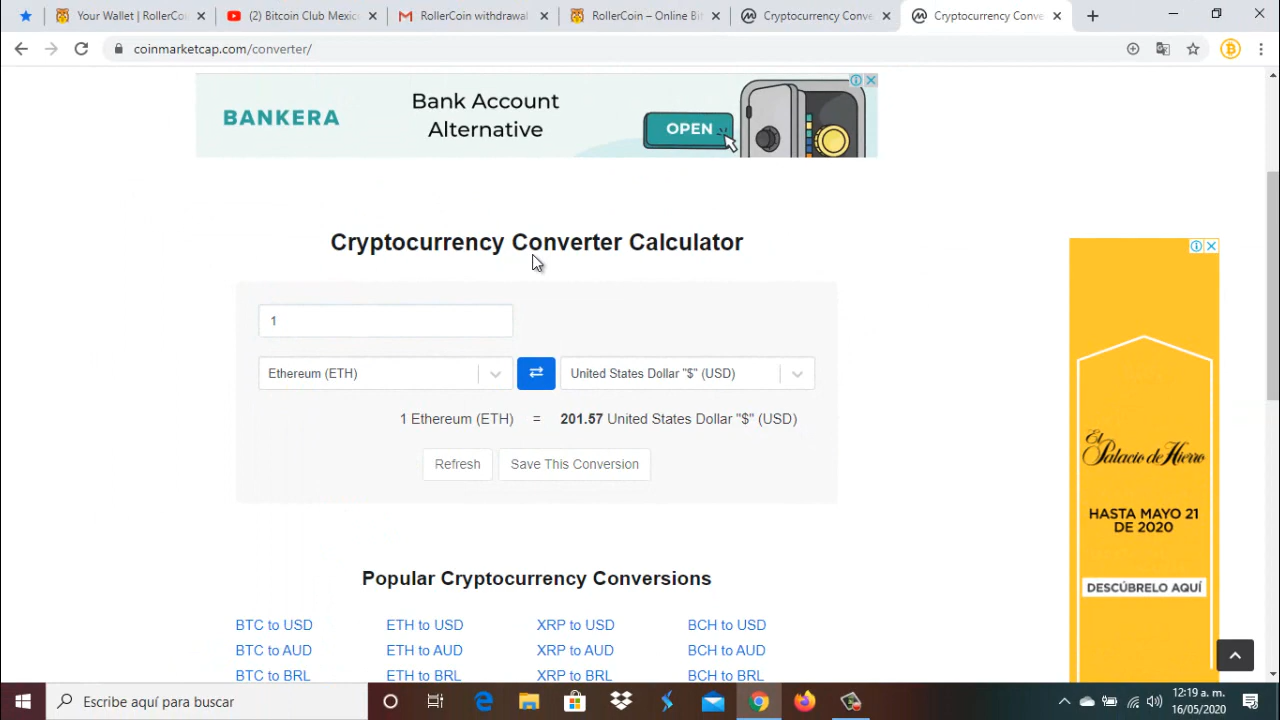 Your Wallet | RollerCoi
(2) Bitcoin Club Mexic
RollerCoin withdrawal
RollerCoin – Online Bit
Cryptocurrency Conve
Cryptocurrency Conve
coinmarketcap.com/converter/
BANKERA
Bank Account
Alternative
OPEN
Cryptocurrency Converter Calculator
1
Ethereum (ETH)
United States Dollar "$" (USD)
1 Ethereum (ETH) = 201.57 United States Dollar "$" (USD)
Refresh
Save This Conversion
El
Palacio de Hierro
HASTA MAYO 21
DE 2020
DESCÚBRELO AQUÍ
Popular Cryptocurrency Conversions
BTC to USD ETH to USD XRP to USD BCH to USD
BTC to AUD ETH to AUD XRP to AUD BCH to AUD
BTC to BRL ETH to BRL XRP to BRL BCH to BRL
Escribe aquí para buscar
12:19 a. m.
16/05/2020